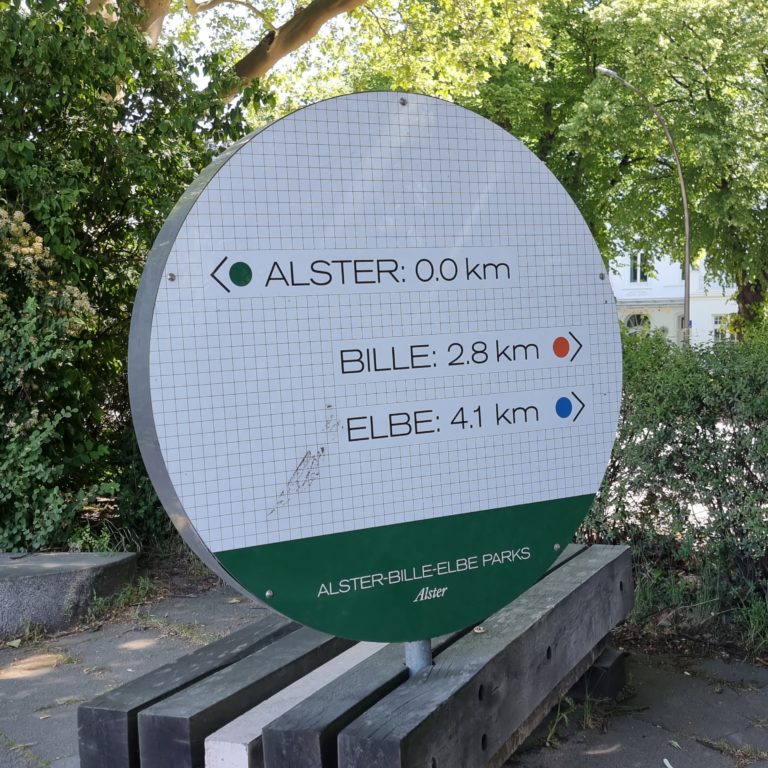 < ALSTER: 0.0 km
BILLE: 2.8 km >
ELBE: 4.1 km >
ALSTER-BILLE-ELBE PARKS
Alster